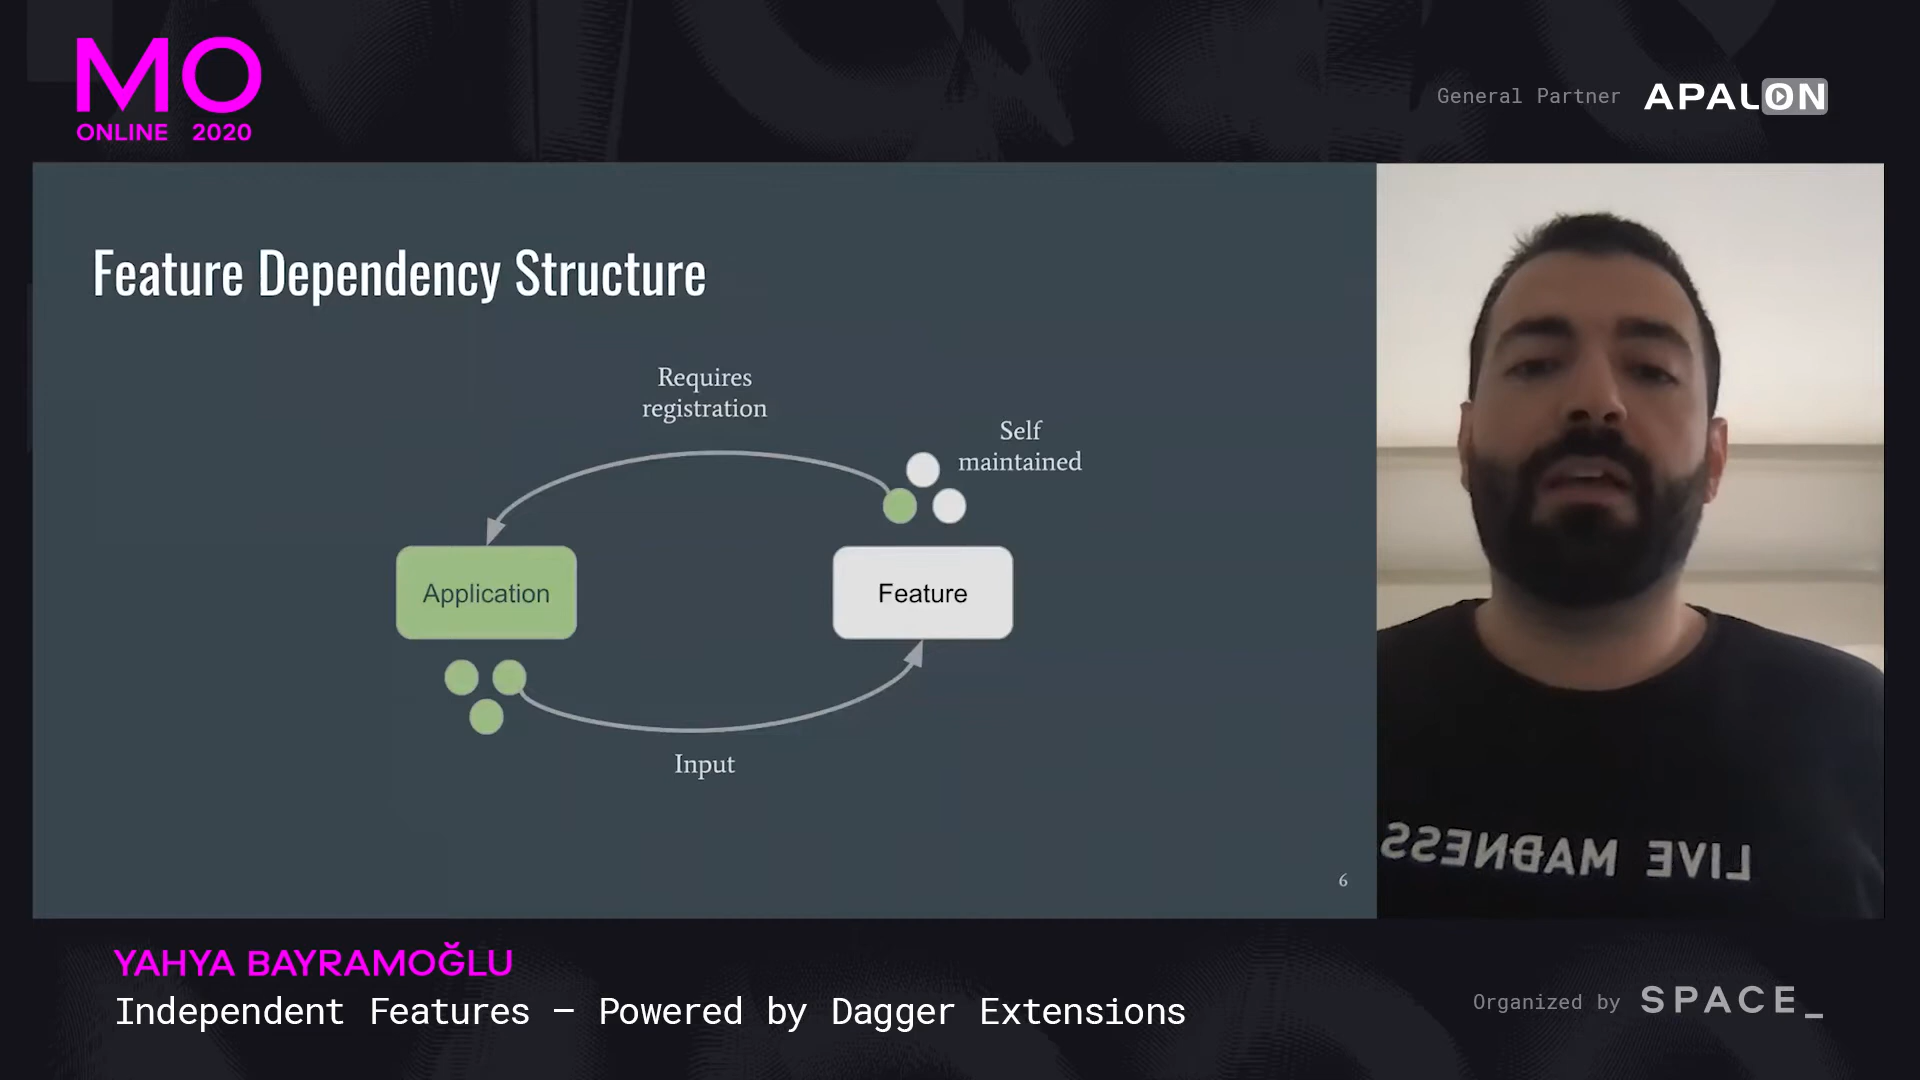 MO
ONLINE 2020
General Partner APALON
Feature Dependency Structure
Requires
registration
Self
maintained
Application
Feature
Input
6
LIVE MADNESS
YAHYA BAYRAMOĞLU
Independent Features – Powered by Dagger Extensions
Organized by SPACE_